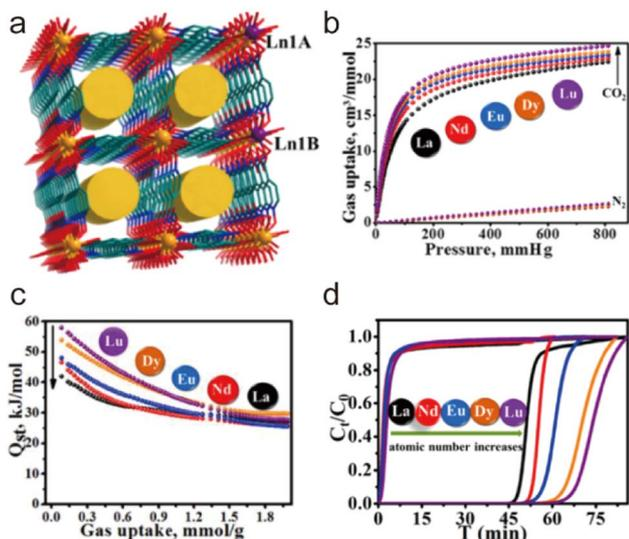 a
Ln1A
Ln1B
b
Gas uptake, cm³/mmol
25
20
15
10
5
0
La
Nd
Eu
Dy
Lu
CO₂
N₂
0 200 400 600 800
Pressure, mmHg
c
Qst, kJ/mol
60
50
40
30
20
10
0
Lu
Dy
Eu
Nd
La
0.0 0.3 0.6 0.9 1.2 1.5 1.8
Gas uptake, mmol/g
d
Ct/C0
1.0
0.8
0.6
0.4
0.2
0.0
La Nd Eu Dy Lu
atomic number increases
0 15 30 45 60 75
T (min)